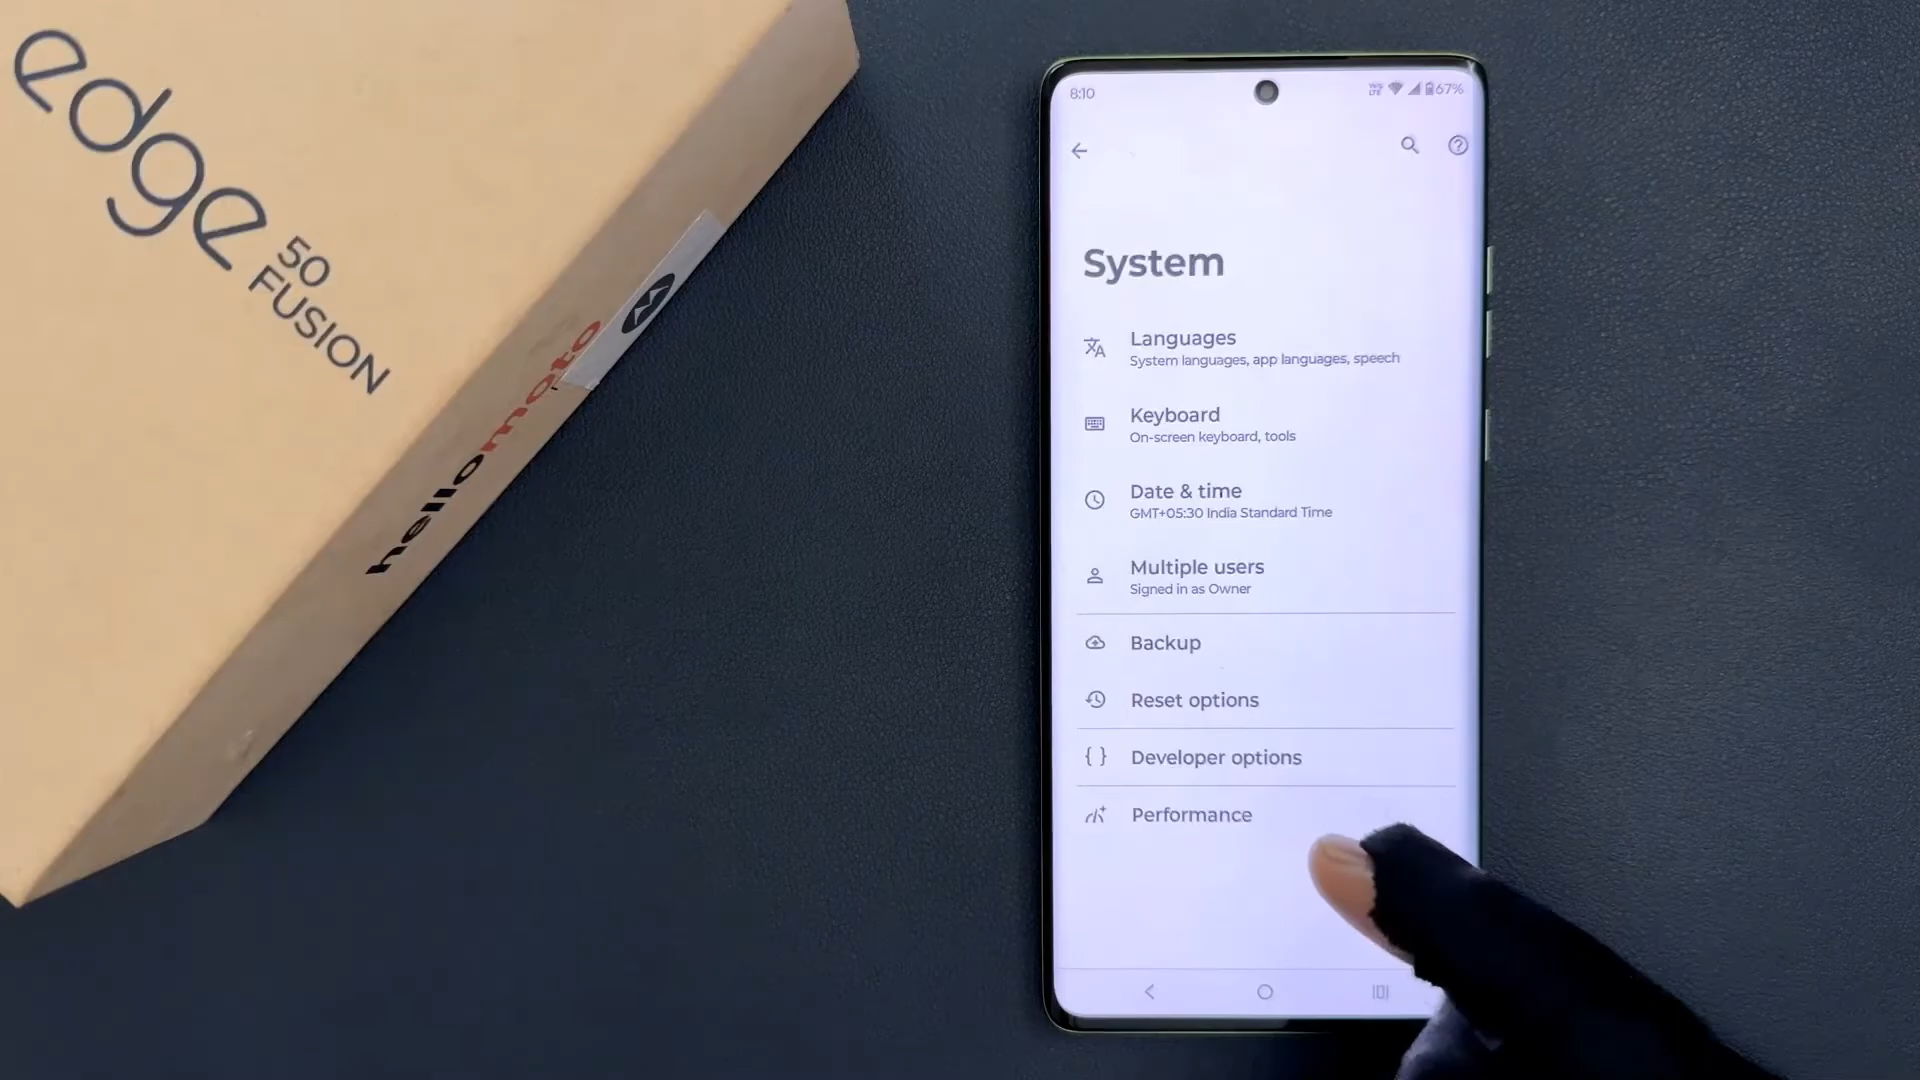 edge
50
FUSION
hellomoto
8:10
67%
System
Languages
System languages, app languages, speech
Keyboard
On-screen keyboard, tools
Date & time
GMT+05:30 India Standard Time
Multiple users
Signed in as Owner
Backup
Reset options
{ } Developer options
Performance